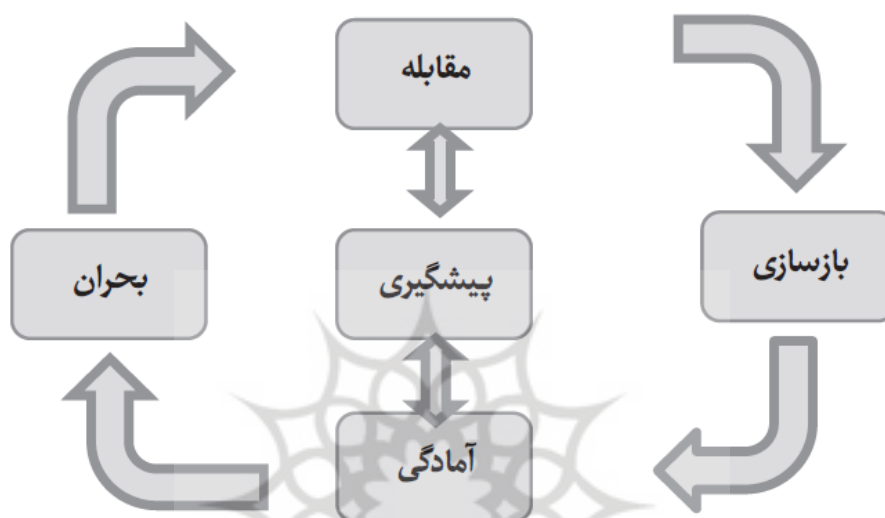 مقابله
بازسازی
پیشگیری
بحران
آمادگی